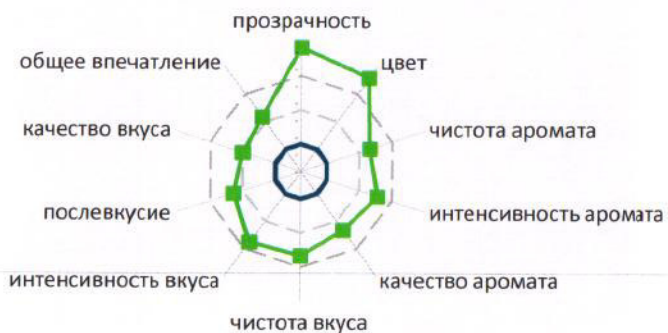 прозрачность
общее впечатление
цвет
качество вкуса
чистота аромата
послевкусие
интенсивность аромата
интенсивность вкуса
качество аромата
чистота вкуса